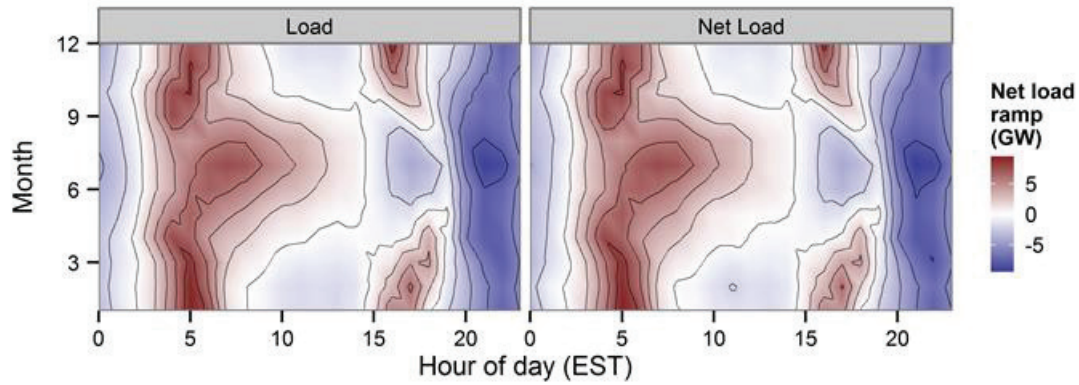 Load Net Load
12
9
6
3
Month
0 5 10 15 20 0 5 10 15 20
Hour of day (EST)
Net load
ramp
(GW)
5
0
-5